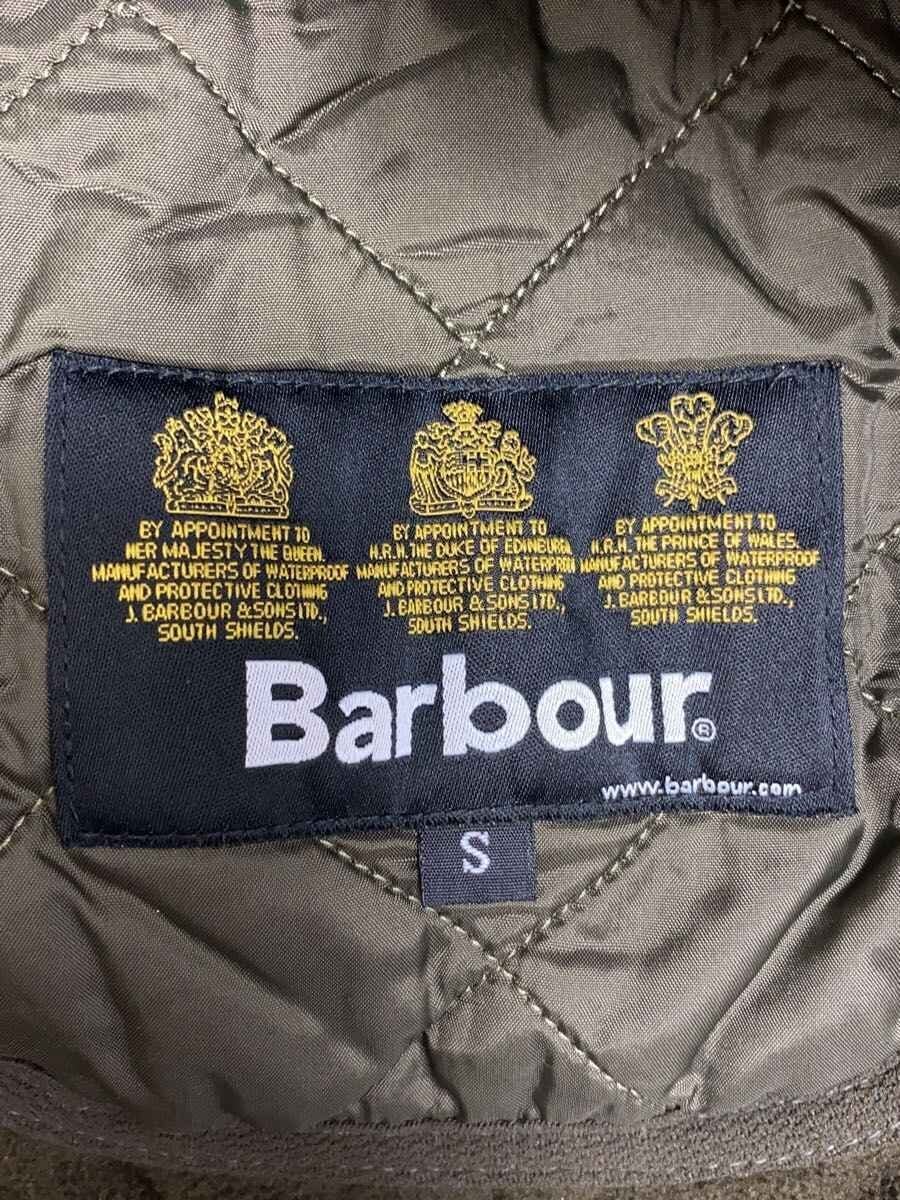 BY APPOINTMENT TO
HER MAJESTY THE QUEEN
MANUFACTURERS OF WATERPROOF
AND PROTECTIVE CLOTHING
J. BARBOUR & SONS LTD.,
SOUTH SHIELDS.
BY APPOINTMENT TO
H.R.H. THE DUKE OF EDINBURGH
MANUFACTURERS OF WATERPROOF
AND PROTECTIVE CLOTHING
J. BARBOUR & SONS LTD.,
SOUTH SHIELDS.
BY APPOINTMENT TO
H.R.H. THE PRINCE OF WALES.
MANUFACTURERS OF WATERPROOF
AND PROTECTIVE CLOTHING
J. BARBOUR & SONS LTD.,
SOUTH SHIELDS.
Barbour®
www.barbour.com
S